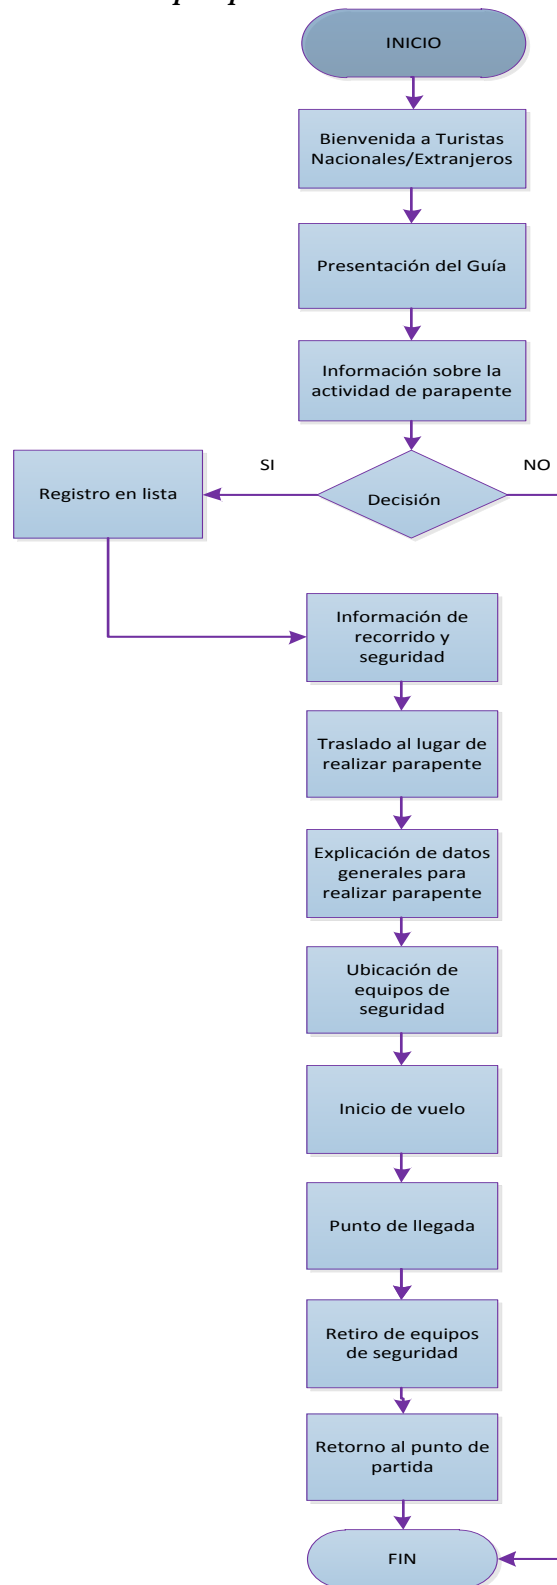 INICIO
Bienvenida a Turistas
Nacionales/Extranjeros
Presentación del Guía
Información sobre la
actividad de parapente
SI
NO
Registro en lista
Decisión
Información de
recorrido y
seguridad
Traslado al lugar de
realizar parapente
Explicación de datos
generales para
realizar parapente
Ubicación de
equipos de
seguridad
Inicio de vuelo
Punto de llegada
Retiro de equipos
de seguridad
Retorno al punto de
partida
FIN